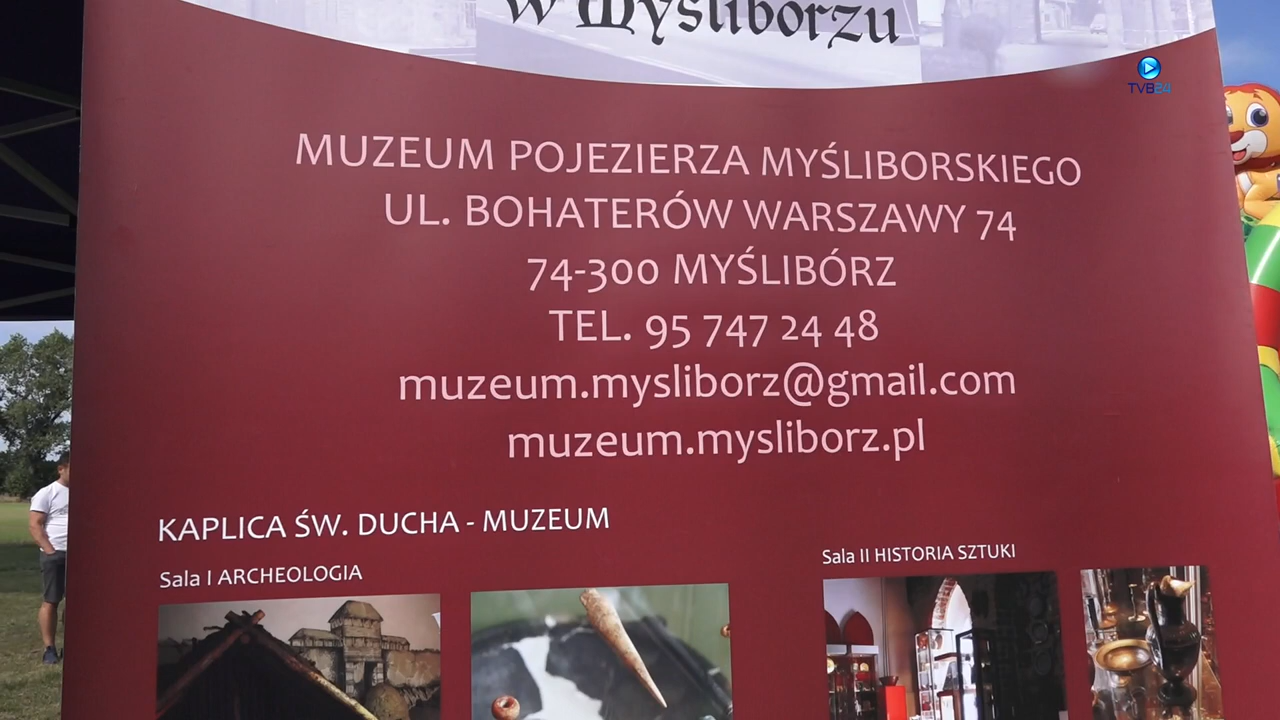 w Myśliborzu
TVB24
MUZEUM POJEZIERZA MYŚLIBORSKIEGO
UL. BOHATERÓW WARSZAWY 74
74-300 MYŚLIBÓRZ
TEL. 95 747 24 48
muzeum.mysliborz@gmail.com
muzeum.mysliborz.pl
KAPLICA ŚW. DUCHA - MUZEUM
Sala I ARCHEOLOGIA
Sala II HISTORIA SZTUKI